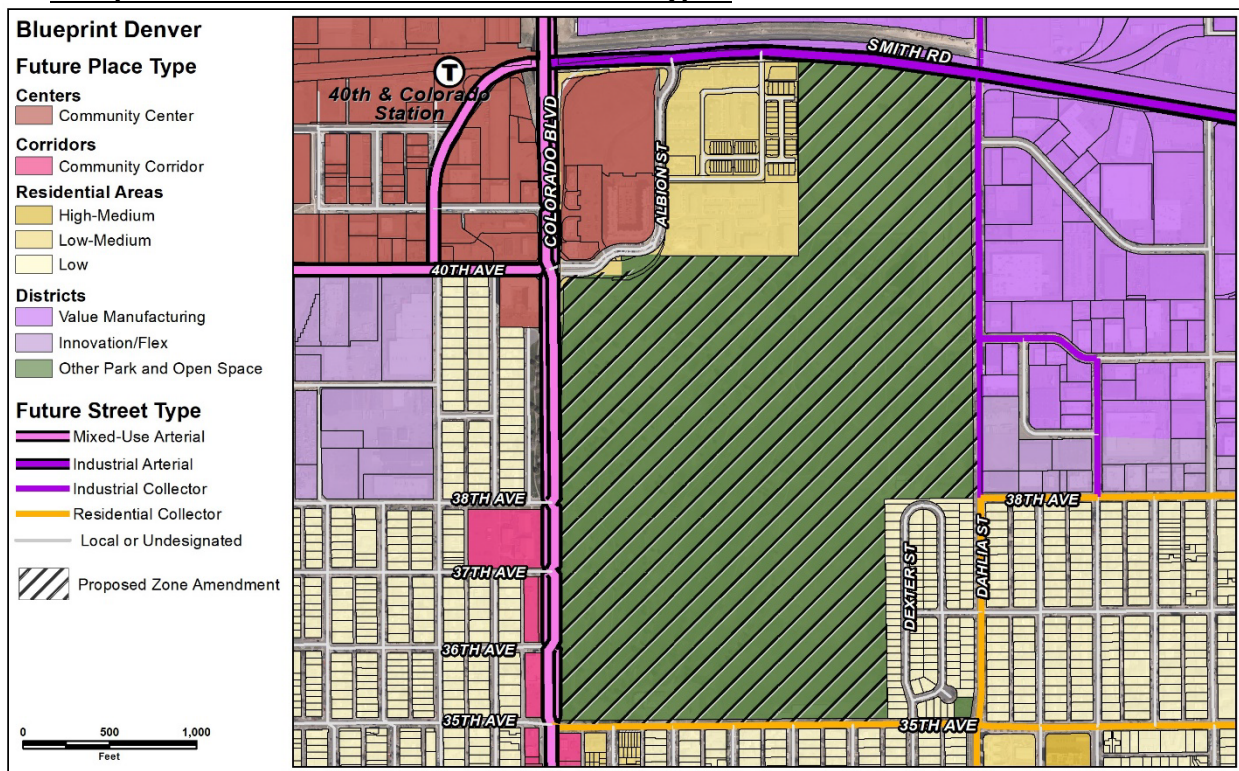 Blueprint Denver
Future Place Type
Centers
Community Center
Corridors
Community Corridor
Residential Areas
High-Medium
Low-Medium
Low
Districts
Value Manufacturing
Innovation/Flex
Other Park and Open Space
Future Street Type
Mixed-Use Arterial
Industrial Arterial
Industrial Collector
Residential Collector
Local or Undesignated
Proposed Zone Amendment
0 500 1,000
Feet
SMITH RD
T
40th & Colorado
Station
COLORADO BLVD
ALBION ST
40TH AVE
38TH AVE
38TH AVE
37TH AVE
DEXTER ST
DAHLIA ST
36TH AVE
35TH AVE
35TH AVE